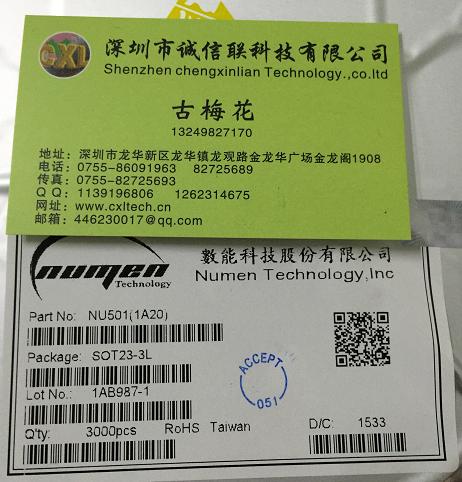 CXL
深圳市诚信联科技有限公司
Shenzhen chengxinlian Technology.,co.ltd
古梅花
13249827170
地址：深圳市龙华新区龙华镇龙观路金龙华广场金龙阁1908
电话：0755-86091963 82725689
传真：0755-82725693
QQ：1139196806 1262314675
网址：www.cxltech.cn
邮箱：446230017@qq.com
numen
Technology
數能科技股份有限公司
Numen Technology,Inc
Part No: NU501(1A20)
Package: SOT23-3L
Lot No.: 1AB987-1
ACCEPT
051
Q'ty: 3000pcs RoHS Taiwan D/C: 1533